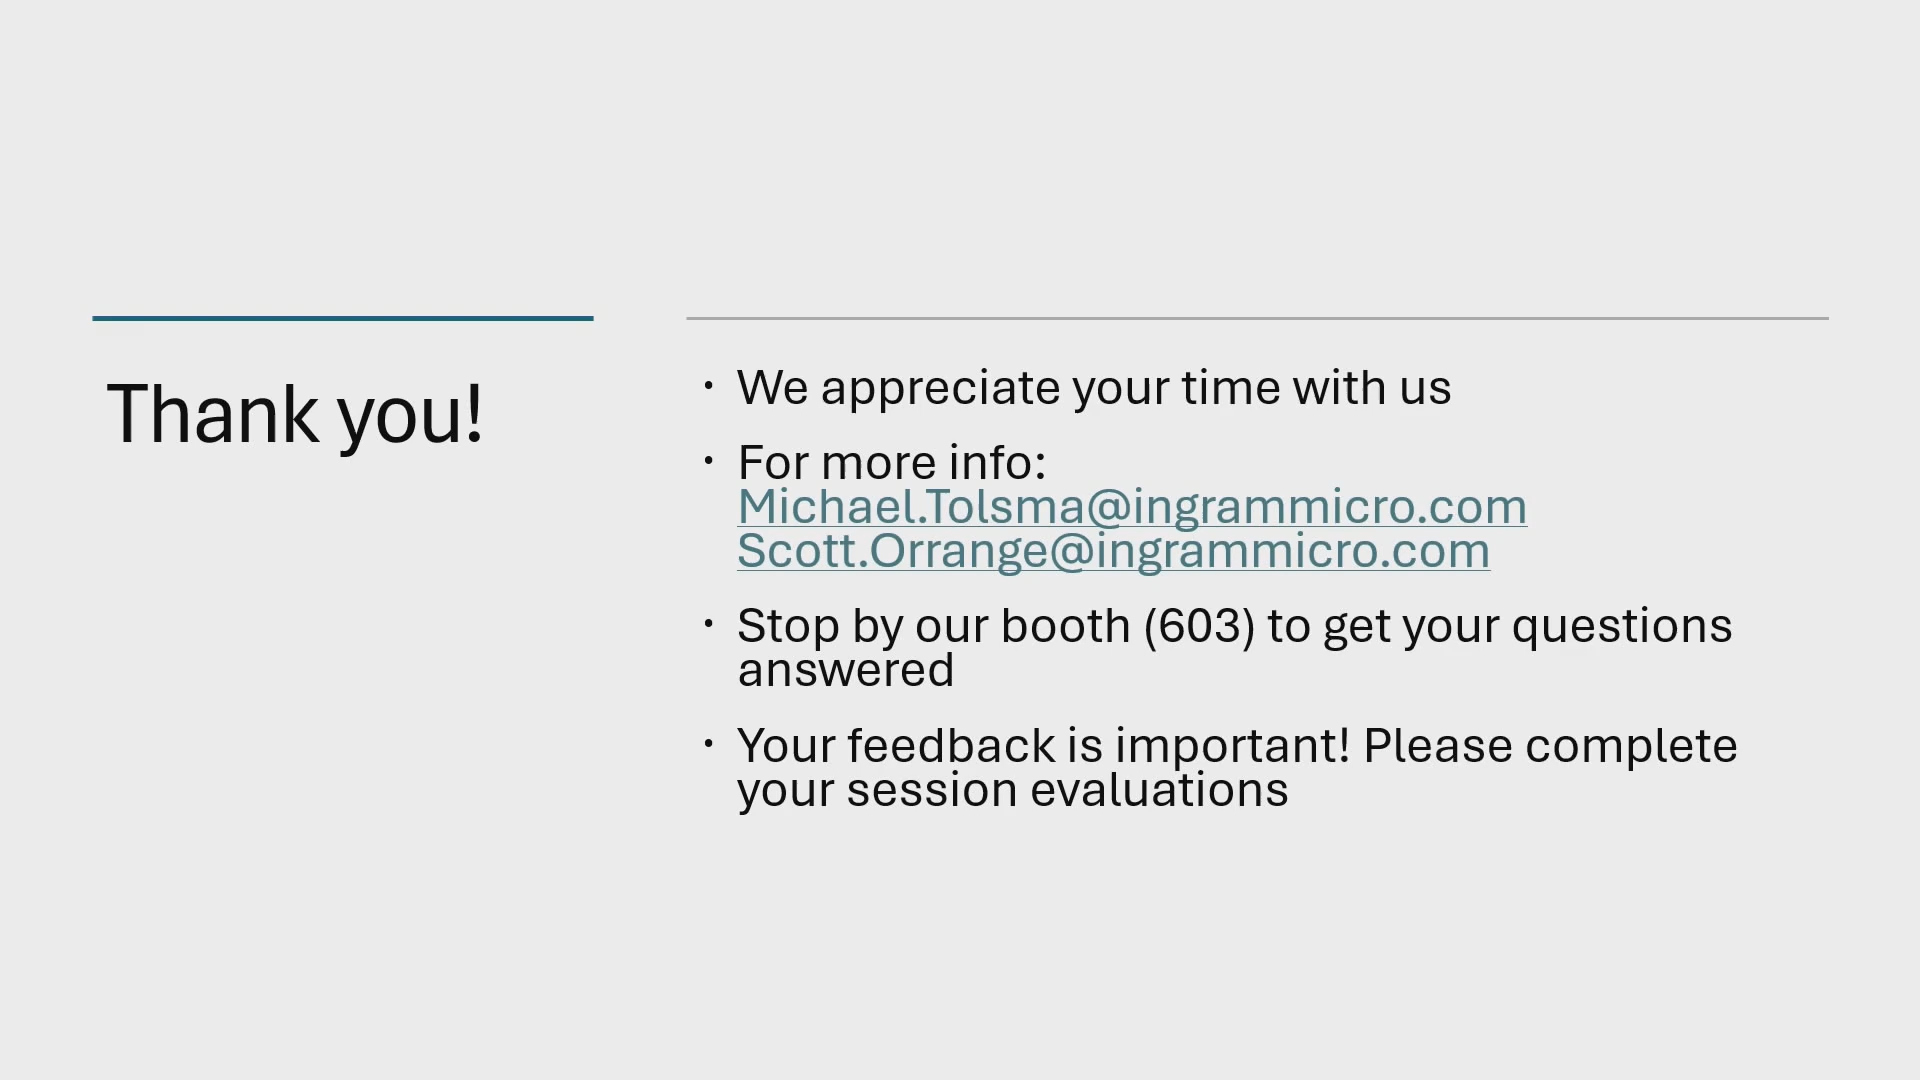 Thank you!
• We appreciate your time with us
• For more info:
Michael.Tolsma@ingrammicro.com
Scott.Orrange@ingrammicro.com
• Stop by our booth (603) to get your questions
answered
• Your feedback is important! Please complete
your session evaluations